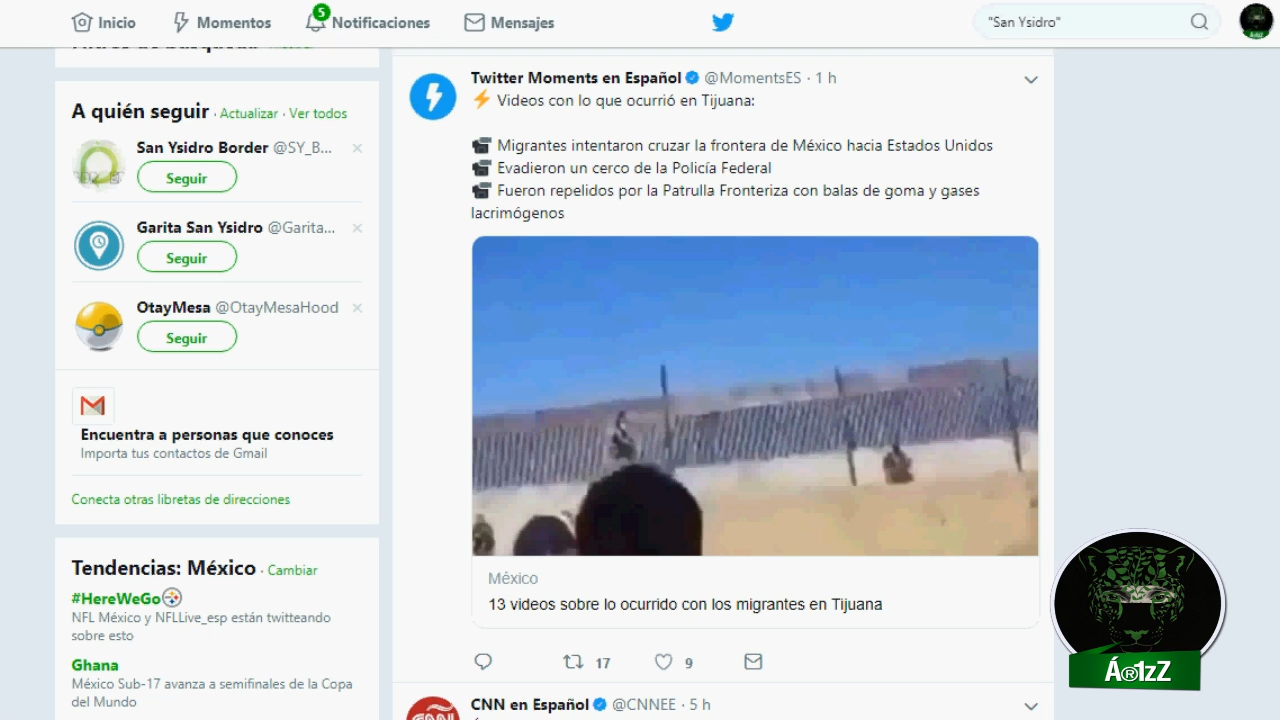 Inicio
Momentos
5
Notificaciones
Mensajes
"San Ysidro"
A quién seguir · Actualizar · Ver todos
San Ysidro Border @SY_B...
Seguir
Garita San Ysidro @Garita...
Seguir
OtayMesa @OtayMesaHood
Seguir
Encuentra a personas que conoces
Importa tus contactos de Gmail
Conecta otras libretas de direcciones
Tendencias: México · Cambiar
#HereWeGo
NFL México y NFLLive_esp están twitteando
sobre esto
Ghana
México Sub-17 avanza a semifinales de la Copa
del Mundo
Twitter Moments en Español @MomentsES · 1 h
Videos con lo que ocurrió en Tijuana:
Migrantes intentaron cruzar la frontera de México hacia Estados Unidos
Evadieron un cerco de la Policía Federal
Fueron repelidos por la Patrulla Fronteriza con balas de goma y gases
lacrimógenos
México
13 videos sobre lo ocurrido con los migrantes en Tijuana
17
9
CNN en Español @CNNEE · 5 h
Á®1zZ